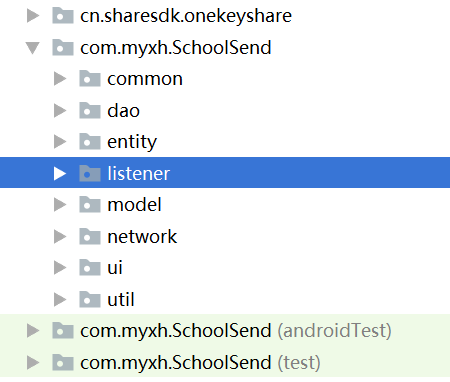 cn.sharesdk.onekeyshare
com.myxh.SchoolSend
common
dao
entity
listener
model
network
ui
util
com.myxh.SchoolSend (androidTest)
com.myxh.SchoolSend (test)